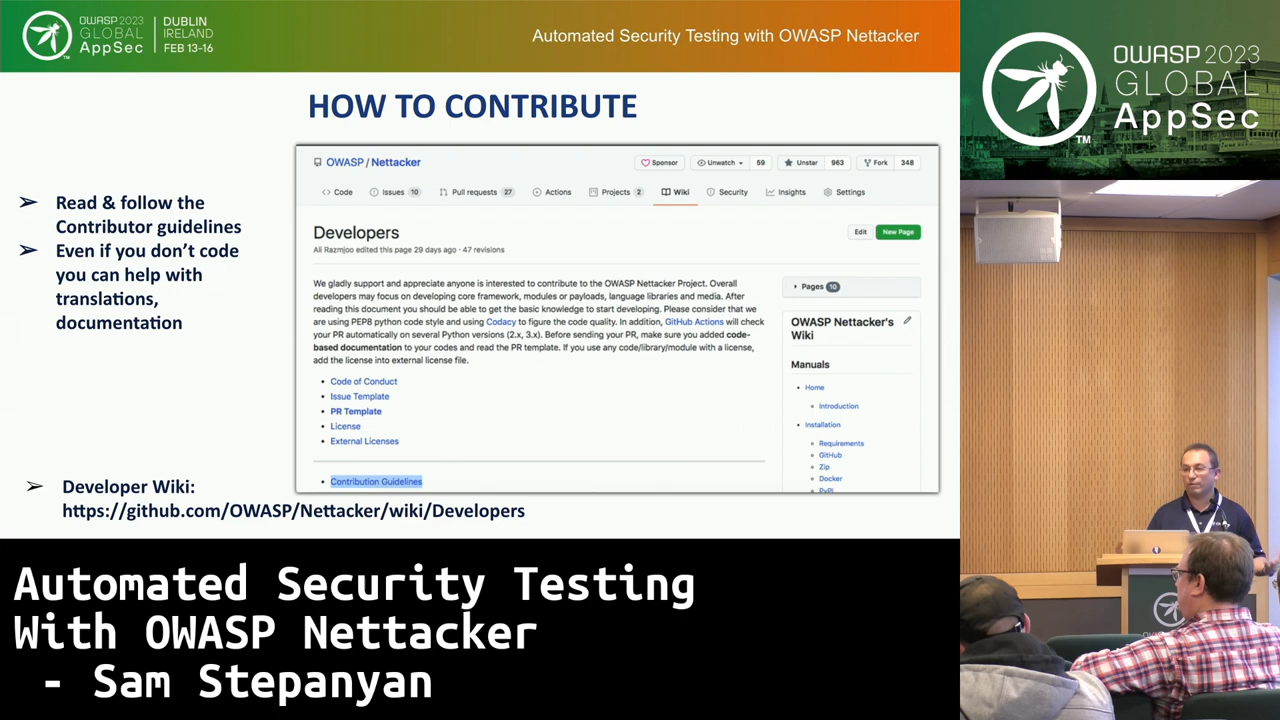 OWASP 2023
GLOBAL
AppSec
DUBLIN
IRELAND
FEB 13-16
Automated Security Testing with OWASP Nettacker
HOW TO CONTRIBUTE
➢ Read & follow the
Contributor guidelines
➢ Even if you don't code
you can help with
translations,
documentation
OWASP / Nettacker
Sponsor
Unwatch 59
Unstar 963
Fork 348
Code
Issues 10
Pull requests 27
Actions
Projects 2
Wiki
Security
Insights
Settings
Developers
Edit
New Page
Ali Razmjoo edited this page 29 days ago · 47 revisions
We gladly support and appreciate anyone is interested to contribute to the OWASP Nettacker Project. Overall
developers may focus on developing core framework, modules or payloads, language libraries and media. After
reading this document you should be able to get the basic knowledge to start developing. Please consider that we
are using PEP8 python code style and using Codacy to figure the code quality. In addition, GitHub Actions will check
your PR automatically on several Python versions (2.x, 3.x). Before sending your PR, make sure you added code-
based documentation to your codes and read the PR template. If you use any code/library/module with a license,
add the license into external license file.
• Code of Conduct
• Issue Template
• PR Template
• License
• External Licenses
• Contribution Guidelines
Pages 10
OWASP Nettacker's
Wiki
Manuals
• Home
Introduction
• Installation
Requirements
GitHub
Zip
Docker
PyPI
➢ Developer Wiki:
https://github.com/OWASP/Nettacker/wiki/Developers
Automated Security Testing
With OWASP Nettacker
- Sam Stepanyan
OWASP 2023
GLOBAL
AppSec
TM